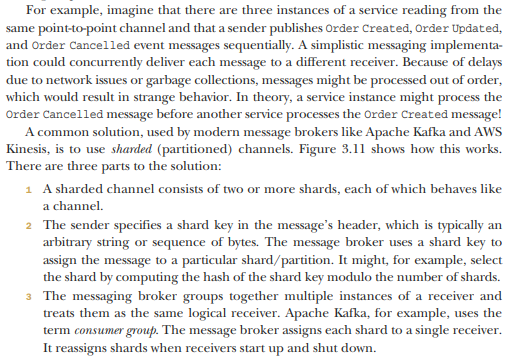 For example, imagine that there are three instances of a service reading from the
same point-to-point channel and that a sender publishes Order Created, Order Updated,
and Order Cancelled event messages sequentially. A simplistic messaging implementa-
tion could concurrently deliver each message to a different receiver. Because of delays
due to network issues or garbage collections, messages might be processed out of order,
which would result in strange behavior. In theory, a service instance might process the
Order Cancelled message before another service processes the Order Created message!
A common solution, used by modern message brokers like Apache Kafka and AWS
Kinesis, is to use sharded (partitioned) channels. Figure 3.11 shows how this works.
There are three parts to the solution:
1 A sharded channel consists of two or more shards, each of which behaves like
a channel.
2 The sender specifies a shard key in the message's header, which is typically an
arbitrary string or sequence of bytes. The message broker uses a shard key to
assign the message to a particular shard/partition. It might, for example, select
the shard by computing the hash of the shard key modulo the number of shards.
3 The messaging broker groups together multiple instances of a receiver and
treats them as the same logical receiver. Apache Kafka, for example, uses the
term consumer group. The message broker assigns each shard to a single receiver.
It reassigns shards when receivers start up and shut down.